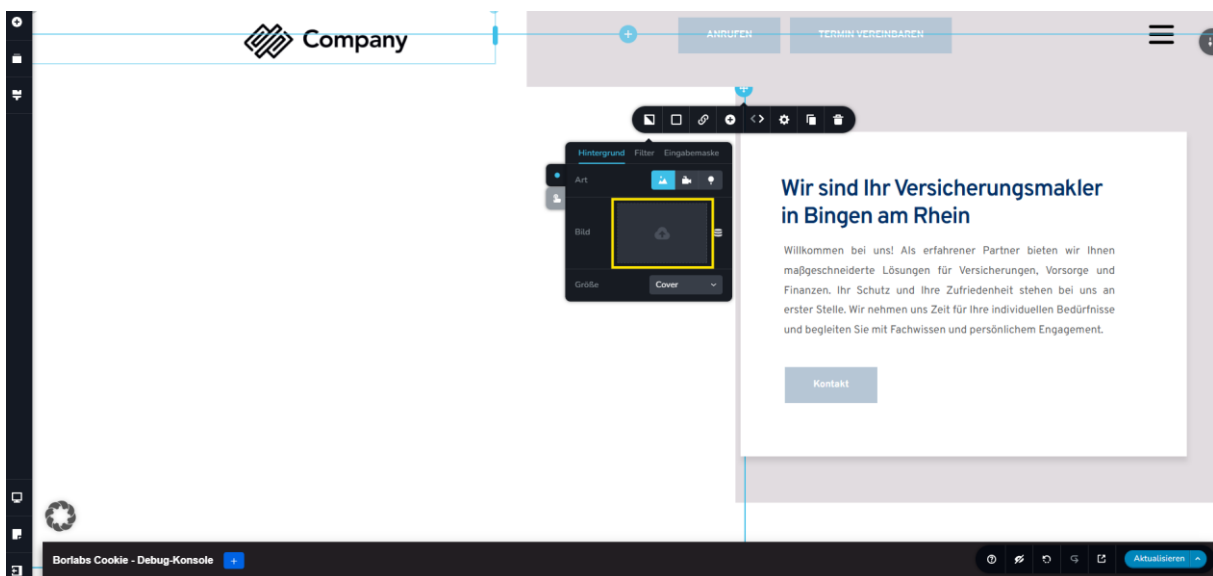 Company
ANRUFEN
TERMIN VEREINBAREN
Hintergrund Filter Eingabemaske
Art
Bild
Größe
Cover
Wir sind Ihr Versicherungsmakler
in Bingen am Rhein
Willkommen bei uns! Als erfahrener Partner bieten wir Ihnen
maßgeschneiderte Lösungen für Versicherungen, Vorsorge und
Finanzen. Ihr Schutz und Ihre Zufriedenheit stehen bei uns an
erster Stelle. Wir nehmen uns Zeit für Ihre individuellen Bedürfnisse
und begleiten Sie mit Fachwissen und persönlichem Engagement.
Kontakt
Borlabs Cookie - Debug-Konsole
Aktualisieren